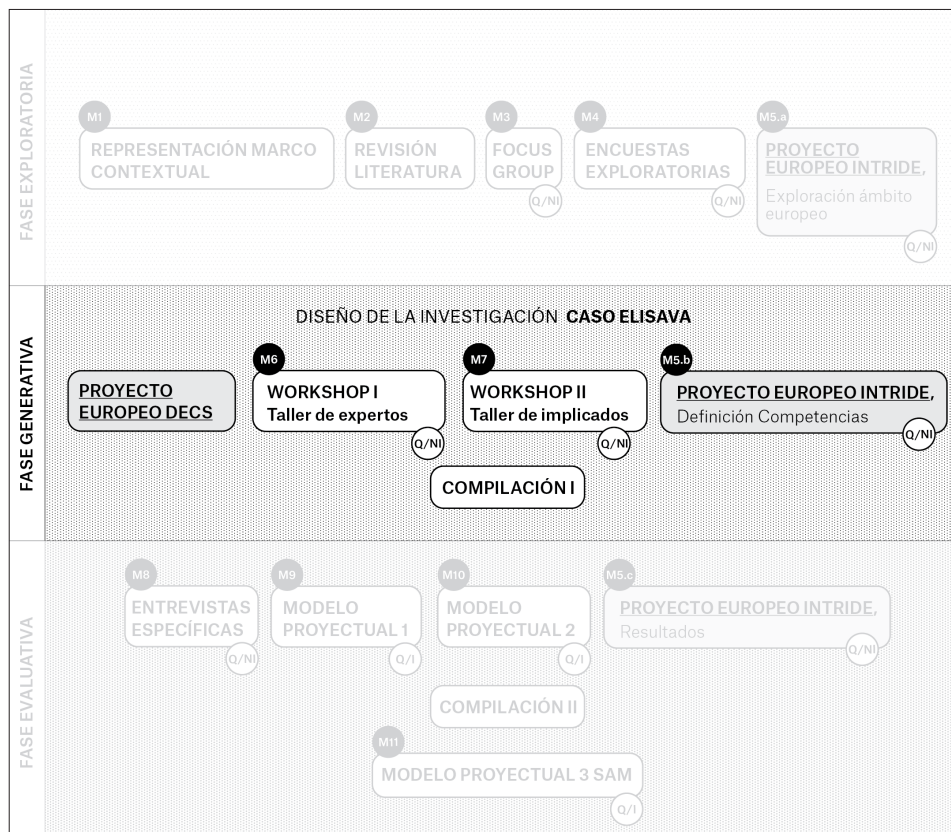 FASE EXPLORATORIA
M1
REPRESENTACIÓN MARCO
CONTEXTUAL
M2
REVISIÓN
LITERATURA
M3
FOCUS
GROUP
Q/NI
M4
ENCUESTAS
EXPLORATORIAS
Q/NI
M5.a
PROYECTO
EUROPEO INTRIDE,
Exploración ámbito
europeo
Q/NI
FASE GENERATIVA
DISEÑO DE LA INVESTIGACIÓN CASO ELISAVA
PROYECTO
EUROPEO DECS
M6
WORKSHOP I
Taller de expertos
Q/NI
M7
WORKSHOP II
Taller de implicados
Q/NI
M5.b
PROYECTO EUROPEO INTRIDE,
Definición Competencias
Q/NI
COMPILACIÓN I
FASE EVALUATIVA
M8
ENTREVISTAS
ESPECÍFICAS
Q/NI
M9
MODELO
PROYECTUAL 1
Q/I
M10
MODELO
PROYECTUAL 2
Q/I
M5.c
PROYECTO EUROPEO INTRIDE,
Resultados
Q/NI
COMPILACIÓN II
M11
MODELO PROYECTUAL 3 SAM
Q/I